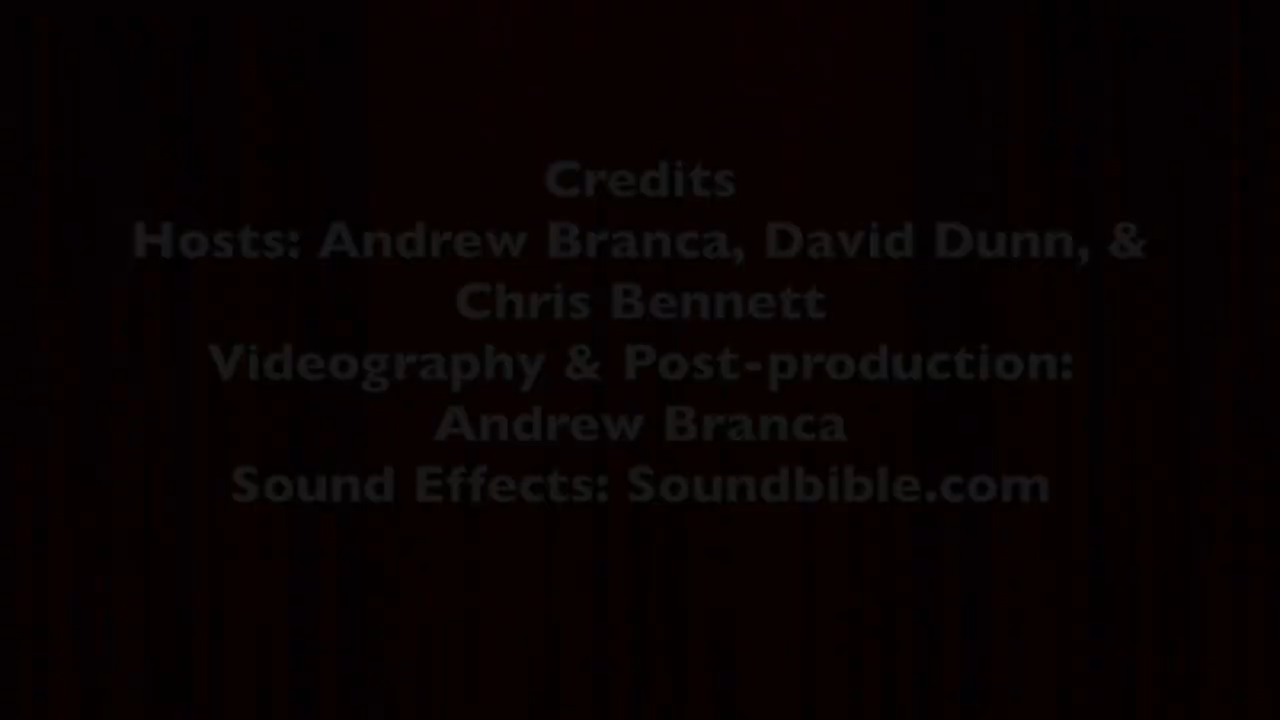 Credits
Hosts: Andrew Branca, David Dunn, &
Chris Bennett
Videography & Post-production:
Andrew Branca
Sound Effects: Soundbible.com